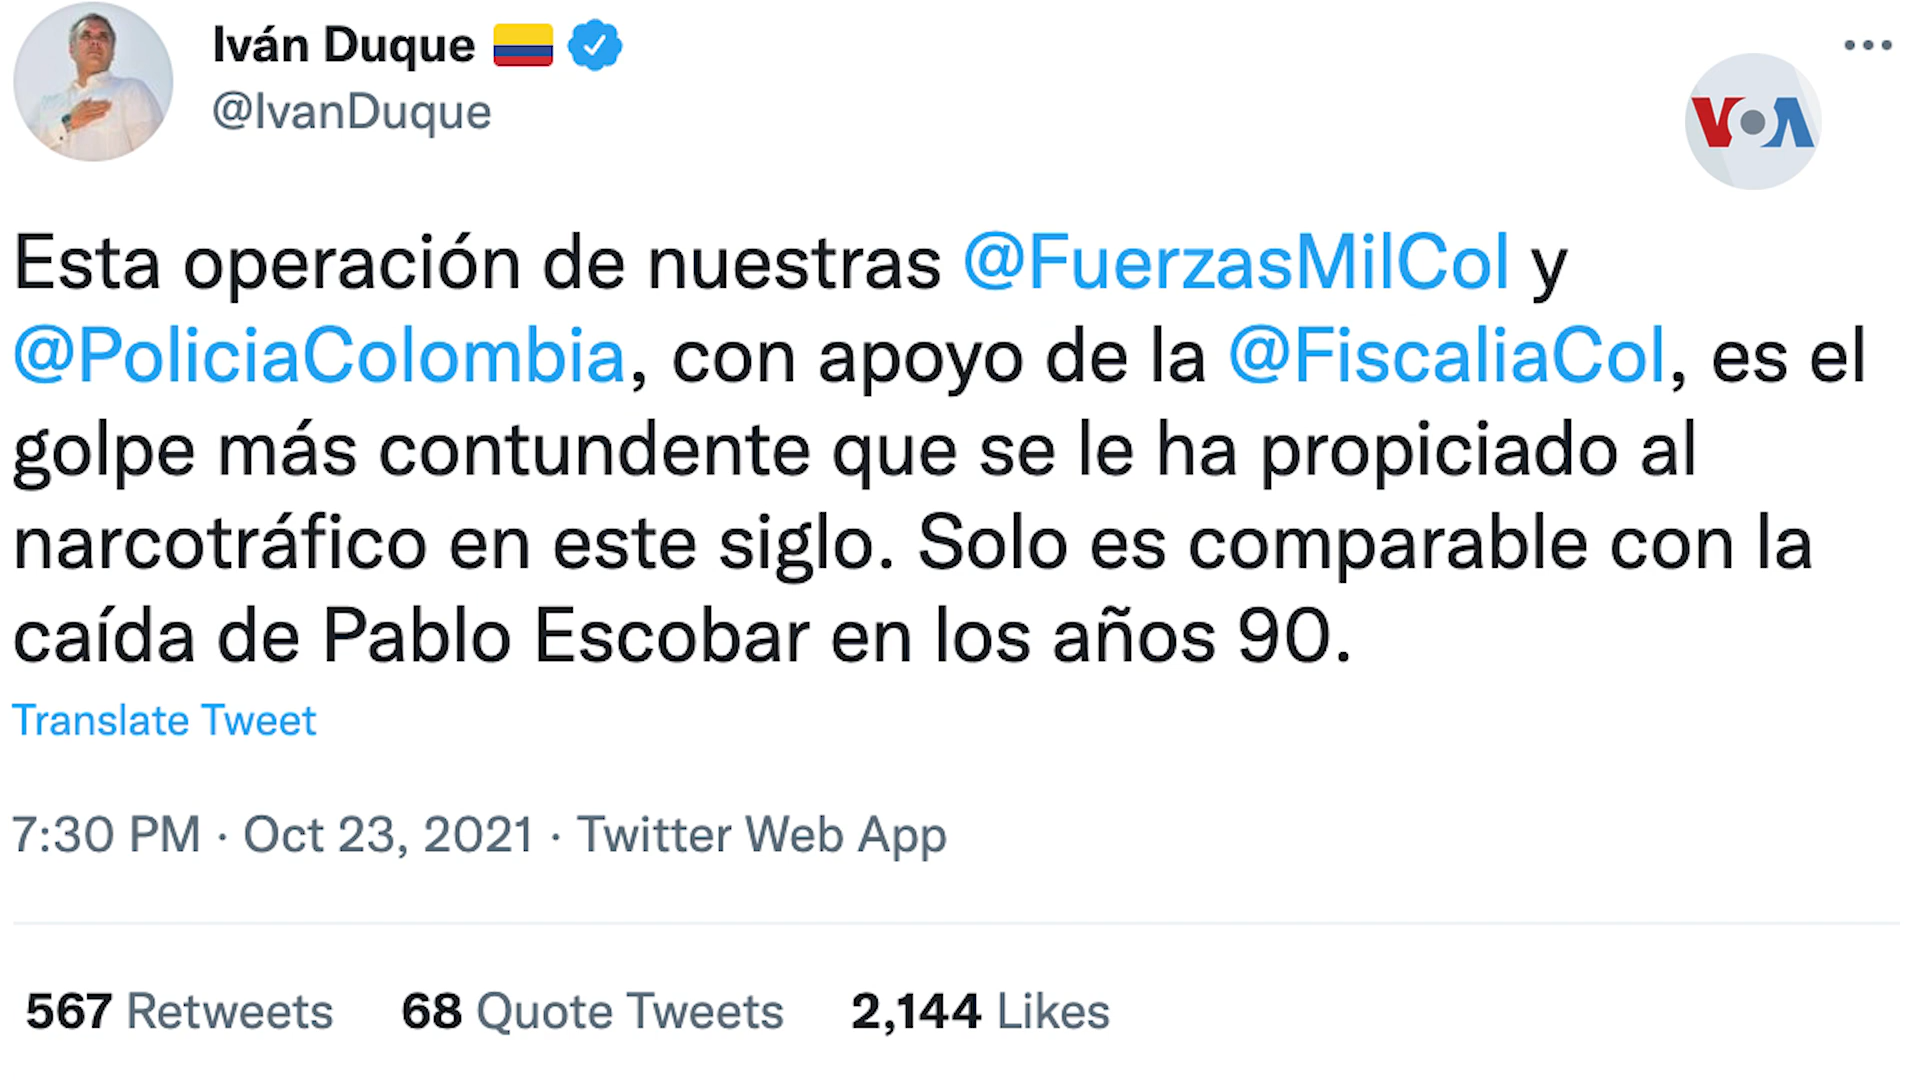 Iván Duque
@IvanDuque
VOA
Esta operación de nuestras @FuerzasMilCol y
@PoliciaColombia, con apoyo de la @FiscaliaCol, es el
golpe más contundente que se le ha propiciado al
narcotráfico en este siglo. Solo es comparable con la
caída de Pablo Escobar en los años 90.
Translate Tweet
7:30 PM · Oct 23, 2021 · Twitter Web App
567 Retweets 68 Quote Tweets 2,144 Likes